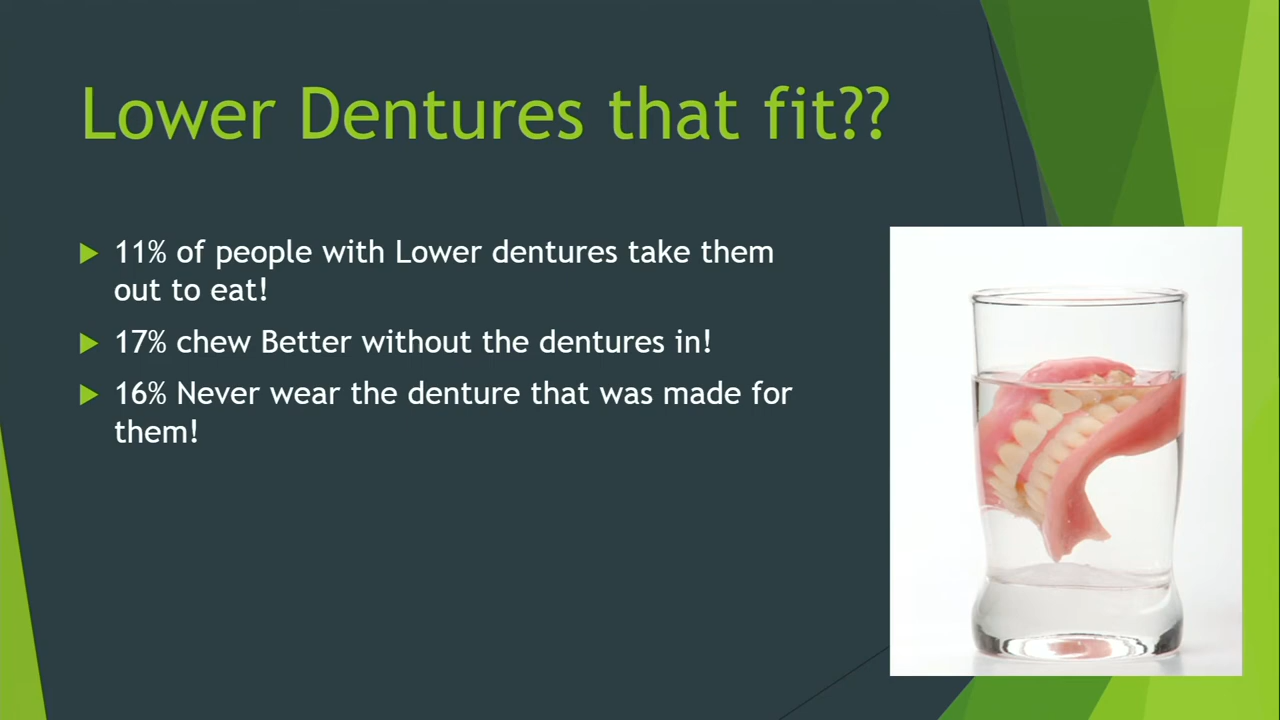 Lower Dentures that fit??
11% of people with Lower dentures take them
out to eat!
17% chew Better without the dentures in!
16% Never wear the denture that was made for
them!